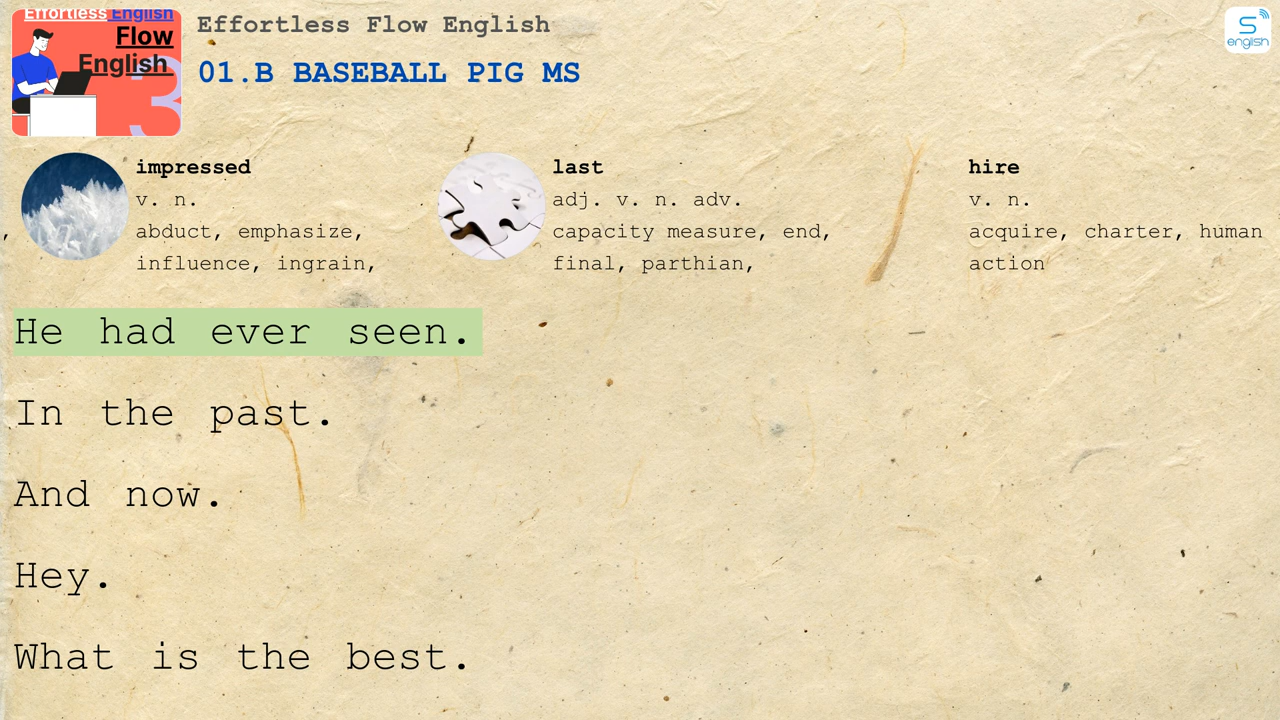 Effortless English
Flow
English
3
Effortless Flow English
01.B BASEBALL PIG MS
S
english
impressed
v. n.
abduct, emphasize,
influence, ingrain,
last
adj. v. n. adv.
capacity measure, end,
final, parthian,
hire
v. n.
acquire, charter, human
action
He had ever seen.
In the past.
And now.
Hey.
What is the best.